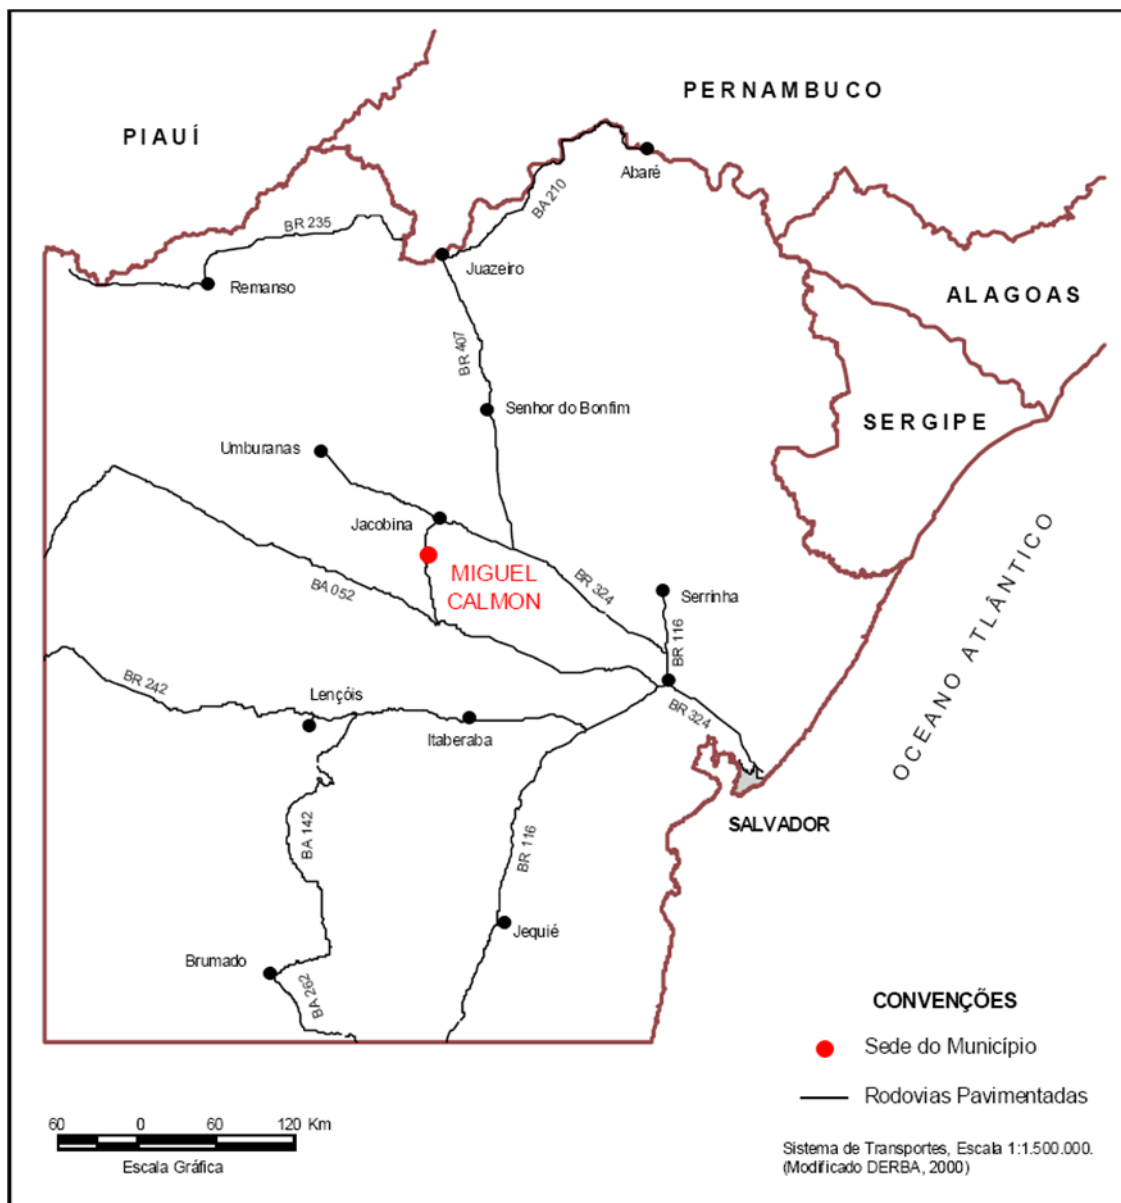 PERNAMBUCO
PIAUÍ
Abaré
BA 210
BR 235
Juazeiro
Remanso
ALAGOAS
BR 407
Senhor do Bonfim
SERGIPE
Umburanas
Jacobina
OCEANO ATLÂNTICO
MIGUEL
CALMON
BA 052
BR 324
Serrinha
BR 116
BR 242
Lençóis
BR 324
Itaberaba
SALVADOR
BA 142
BR 116
Jequié
Brumado
BA 262
CONVENÇÕES
Sede do Município
Rodovias Pavimentadas
60 0 60 120 Km
Escala Gráfica
Sistema de Transportes, Escala 1:1.500.000.
(Modificado DERBA, 2000)